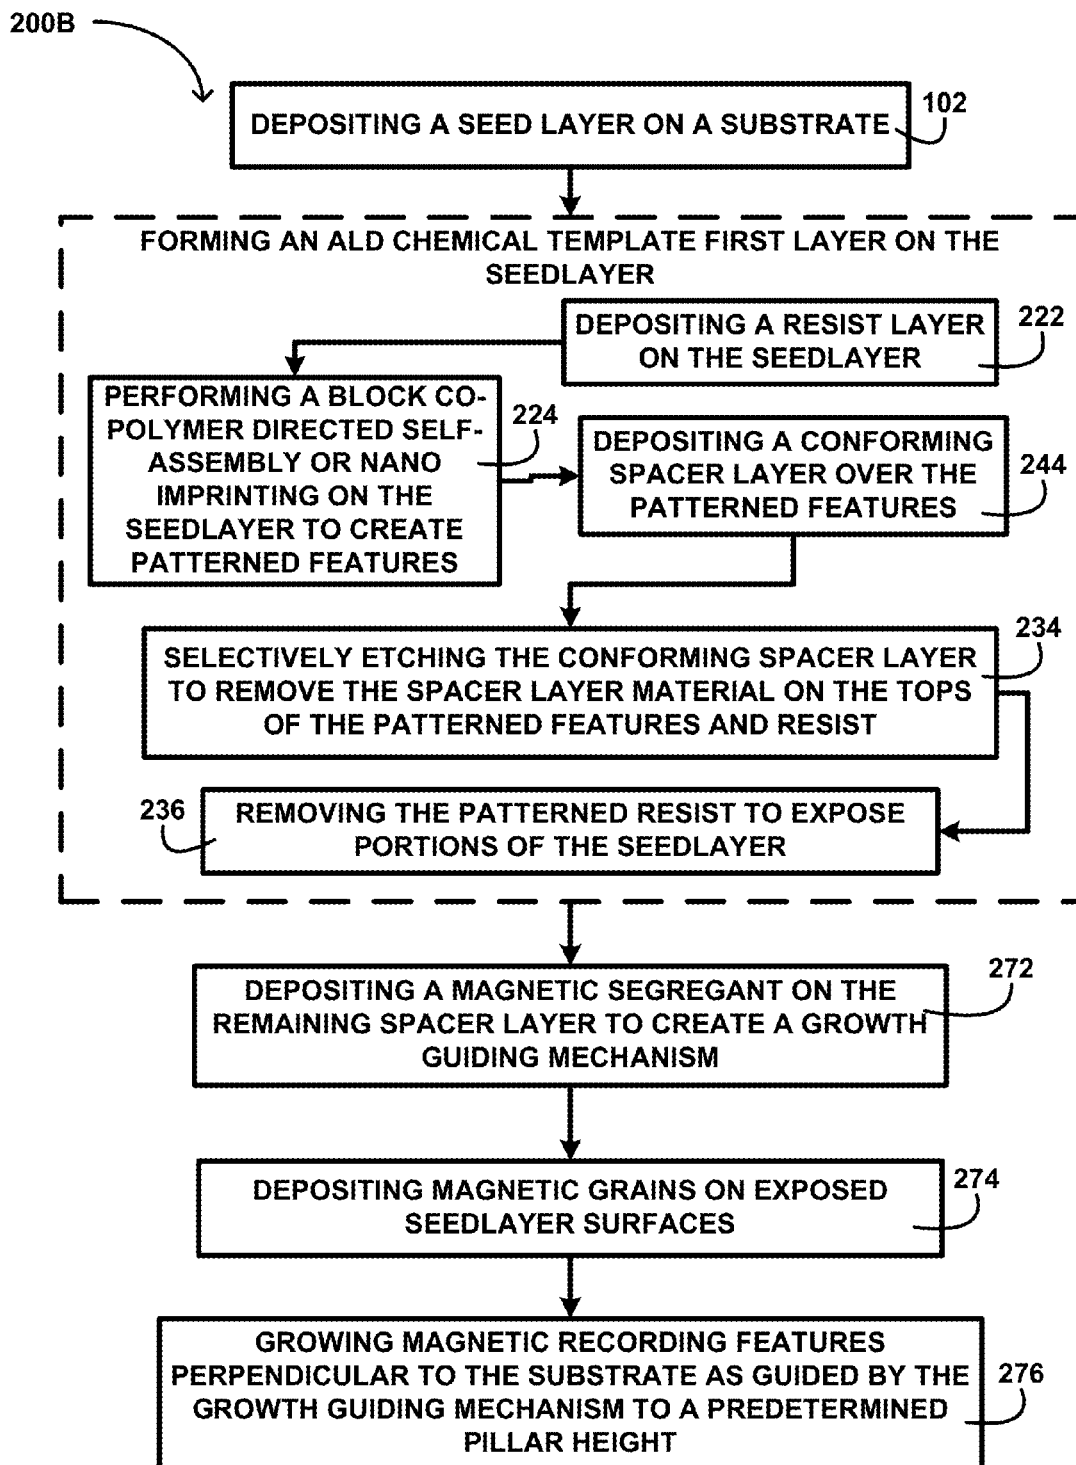 200B
DEPOSITING A SEED LAYER ON A SUBSTRATE
102
FORMING AN ALD CHEMICAL TEMPLATE FIRST LAYER ON THE
SEEDLAYER
DEPOSITING A RESIST LAYER
ON THE SEEDLAYER
222
PERFORMING A BLOCK CO-
POLYMER DIRECTED SELF-
ASSEMBLY OR NANO
IMPRINTING ON THE
SEEDLAYER TO CREATE
PATTERNED FEATURES
224
DEPOSITING A CONFORMING
SPACER LAYER OVER THE
PATTERNED FEATURES
244
SELECTIVELY ETCHING THE CONFORMING SPACER LAYER
TO REMOVE THE SPACER LAYER MATERIAL ON THE TOPS
OF THE PATTERNED FEATURES AND RESIST
234
236
REMOVING THE PATTERNED RESIST TO EXPOSE
PORTIONS OF THE SEEDLAYER
DEPOSITING A MAGNETIC SEGREGANT ON THE
REMAINING SPACER LAYER TO CREATE A GROWTH
GUIDING MECHANISM
272
DEPOSITING MAGNETIC GRAINS ON EXPOSED
SEEDLAYER SURFACES
274
GROWING MAGNETIC RECORDING FEATURES
PERPENDICULAR TO THE SUBSTRATE AS GUIDED BY THE
GROWTH GUIDING MECHANISM TO A PREDETERMINED
PILLAR HEIGHT
276